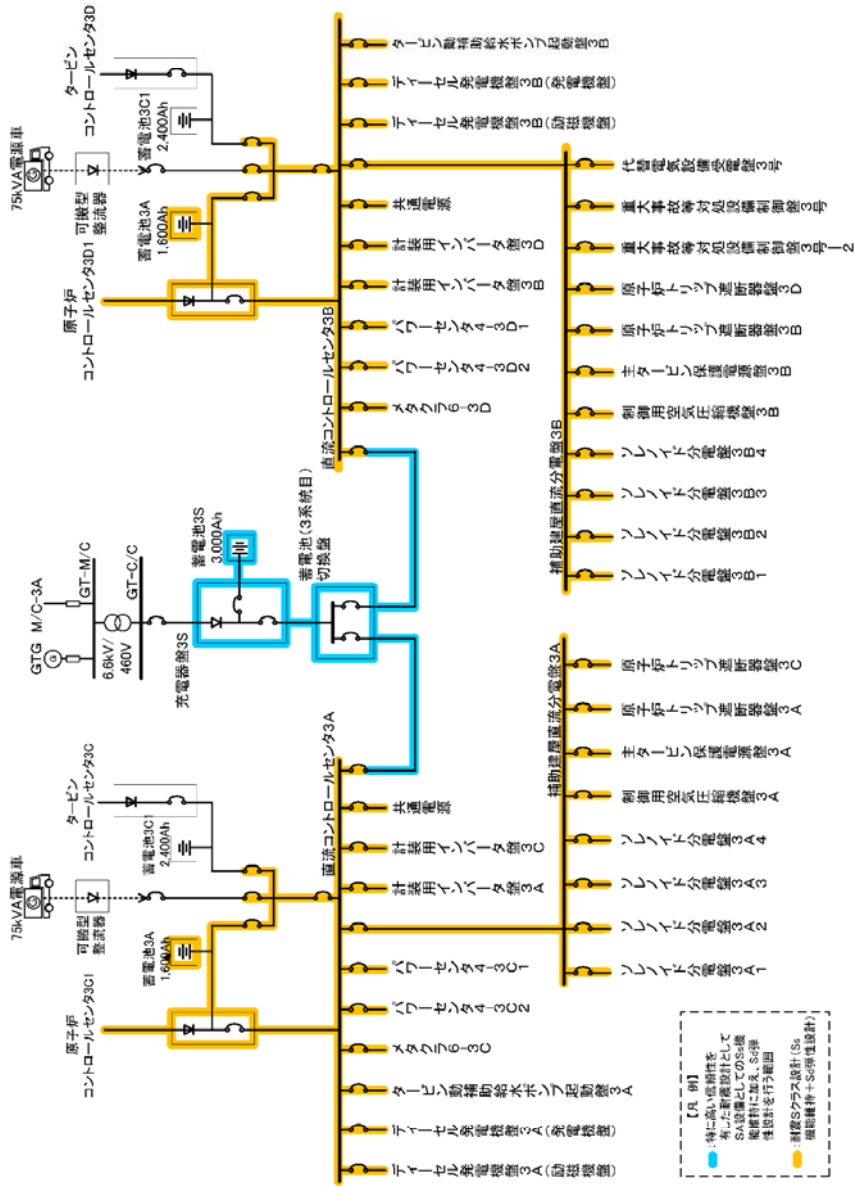 75kVA電源車
可搬型
整流器
原子炉
コントロールセンタ3C1
蓄電池3A
1,600Ah
蓄電池3C1
2,400Ah
タービン
コントロールセンタ3C
GTG
M/C-3A
GT-M/C
6.6kV/
460V
GT-C/C
充電器盤3S
蓄電池3S
3,000Ah
蓄電池(3系統目)
切換盤
75kVA電源車
可搬型
整流器
原子炉
コントロールセンタ3D1
蓄電池3A
1,600Ah
蓄電池3C1
2,400Ah
タービン
コントロールセンタ3D
直流コントロールセンタ3A
ディーゼル発電機盤3A(励磁機盤)
ディーゼル発電機盤3A(発電機盤)
タービン動補助給水ポンプ起動盤3A
メタクラ6-3C
パワーセンタ4-3C2
パワーセンタ4-3C1
計装用インバータ盤3A
計装用インバータ盤3C
共通電源
直流コントロールセンタ3B
メタクラ6-3D
パワーセンタ4-3D2
パワーセンタ4-3D1
計装用インバータ盤3B
計装用インバータ盤3D
共通電源
ディーゼル発電機盤3B(励磁機盤)
ディーゼル発電機盤3B(発電機盤)
タービン動補助給水ポンプ起動盤3B
補助建屋直流分電盤3A
ソレノイド分電盤3A1
ソレノイド分電盤3A2
ソレノイド分電盤3A3
ソレノイド分電盤3A4
制御用空気圧縮機盤3A
主タービン保護電源盤3A
原子炉トリップ遮断器盤3A
原子炉トリップ遮断器盤3C
補助建屋直流分電盤3B
ソレノイド分電盤3B1
ソレノイド分電盤3B2
ソレノイド分電盤3B3
ソレノイド分電盤3B4
制御用空気圧縮機盤3B
主タービン保護電源盤3B
原子炉トリップ遮断器盤3B
原子炉トリップ遮断器盤3D
重大事故等対処設備制御盤3号-2
重大事故等対処設備制御盤3号
代替電気設備受電盤3号
【凡 例】
:特に高い信頼性を
有した耐震設計として
SA設備としてのSs機
能維持に加え、Sd弾
性設計を行う範囲
:耐震Sクラス設計(Ss
機能維持+Sd弾性設計)